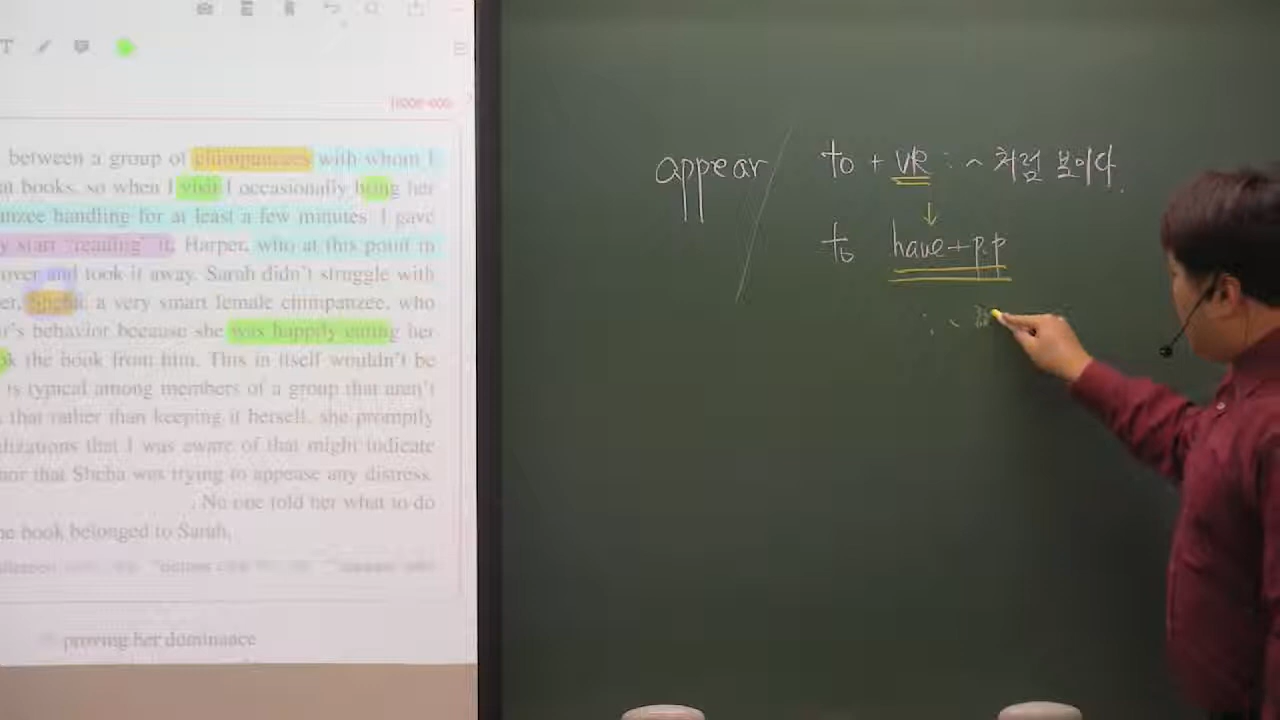 between a group of chimpanzees with whom I
at books, so when I visit I occasionally bring her
anzee handling for at least a few minutes. I gave
y start "reading" it. Harper, who at this point in
over and took it away. Sarah didn't struggle with
er, Sheba, a very smart female chimpanzee, who
r's behavior because she was happily eating her
ok the book from him. This in itself wouldn't be
is typical among members of a group that aren't
that rather than keeping it herself, she promptly
lizations that I was aware of that might indicate
nor that Sheba was trying to appease any distress.
. No one told her what to do
he book belonged to Sarah.
proving her dominance
appear / to + VR : ~ 처럼 보이다.
to have + p.p
: ~